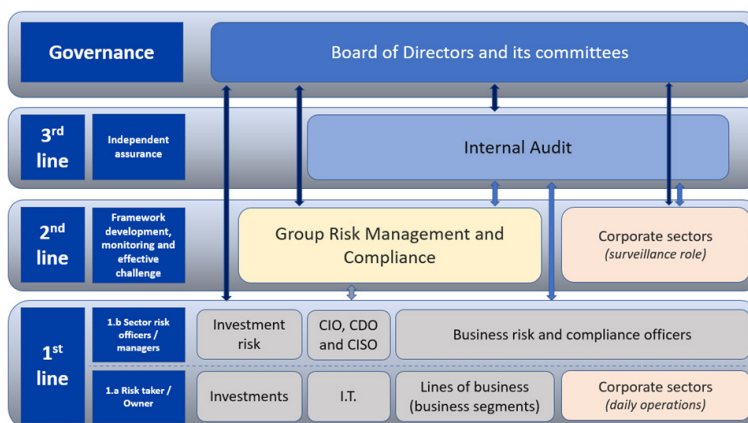 Governance
Board of Directors and its committees
3rd
line
Independent
assurance
Internal Audit
2nd
line
Framework
development,
monitoring and
effective
challenge
Group Risk Management and
Compliance
Corporate sectors
(surveillance role)
1st
line
1.b Sector risk
officers /
managers
Investment
risk
CIO, CDO
and CISO
Business risk and compliance officers
1.a Risk taker /
Owner
Investments
I.T.
Lines of business
(business segments)
Corporate sectors
(daily operations)